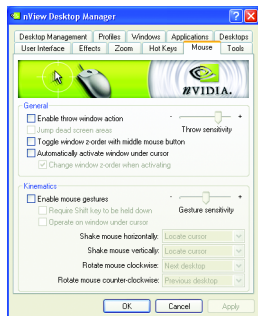 nView Desktop Manager
Desktop Management Profiles Windows Applications Desktops
User Interface Effects Zoom Hot Keys Mouse Tools
NVIDIA.
General
Enable throw window action
- +
Jump dead screen areas
Throw sensitivity
Toggle window z-order with middle mouse button
Automatically activate window under cursor
Change window z-order when activating
Kinematics
Enable mouse gestures
- +
Require Shift key to be held down
Gesture sensitivity
Operate on window under cursor
Shake mouse horizontally: Locate cursor
Shake mouse vertically: Locate cursor
Rotate mouse clockwise: Next desktop
Rotate mouse counter-clockwise: Previous desktop
OK Cancel Apply